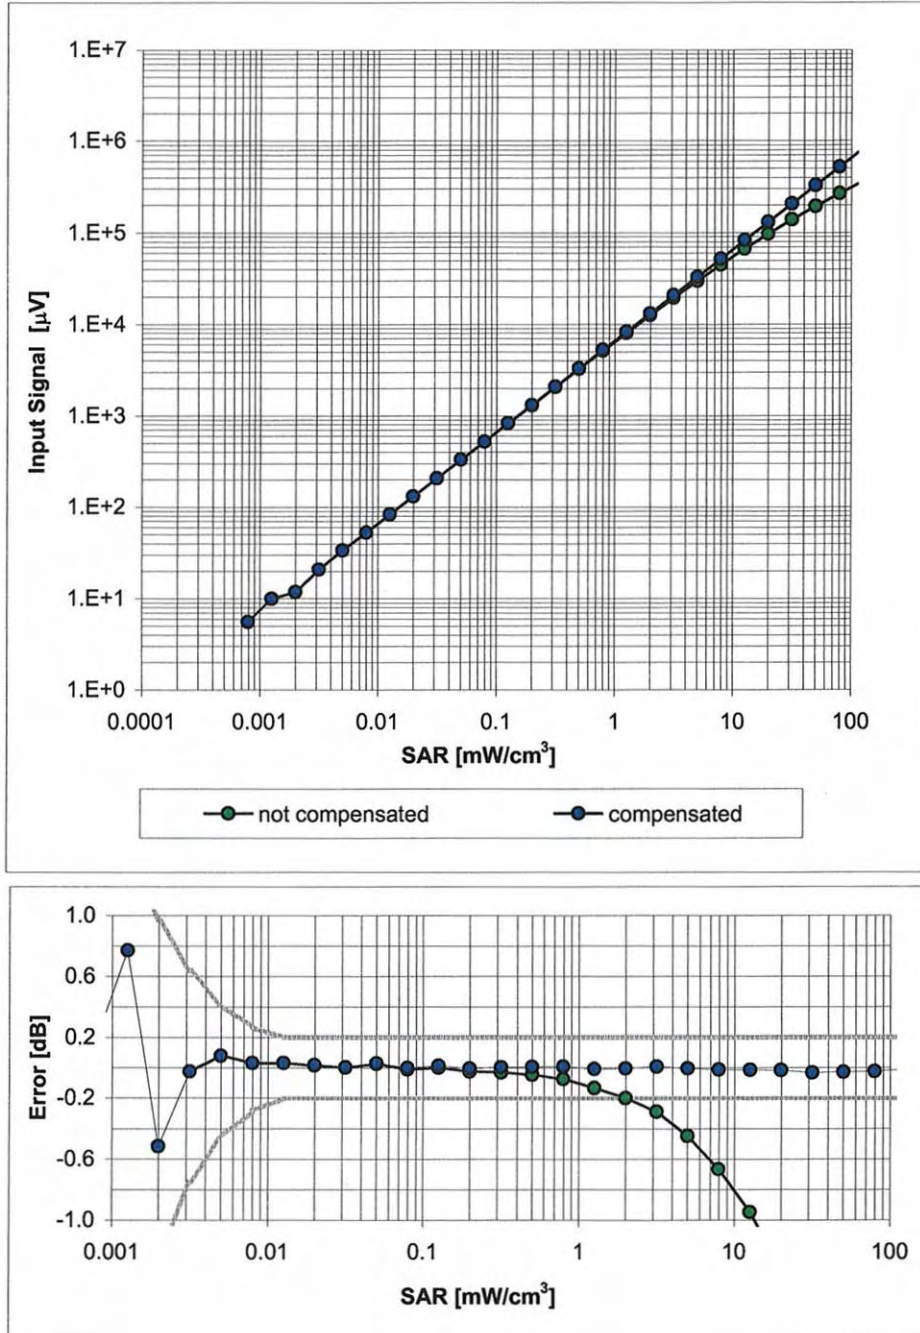 1.E+7
1.E+6
1.E+5
1.E+4
1.E+3
1.E+2
1.E+1
1.E+0
Input Signal [µV]
0.0001 0.001 0.01 0.1 1 10 100
SAR [mW/cm³]
not compensated compensated
1.0
0.6
0.2
-0.2
-0.6
-1.0
Error [dB]
0.001 0.01 0.1 1 10 100
SAR [mW/cm³]